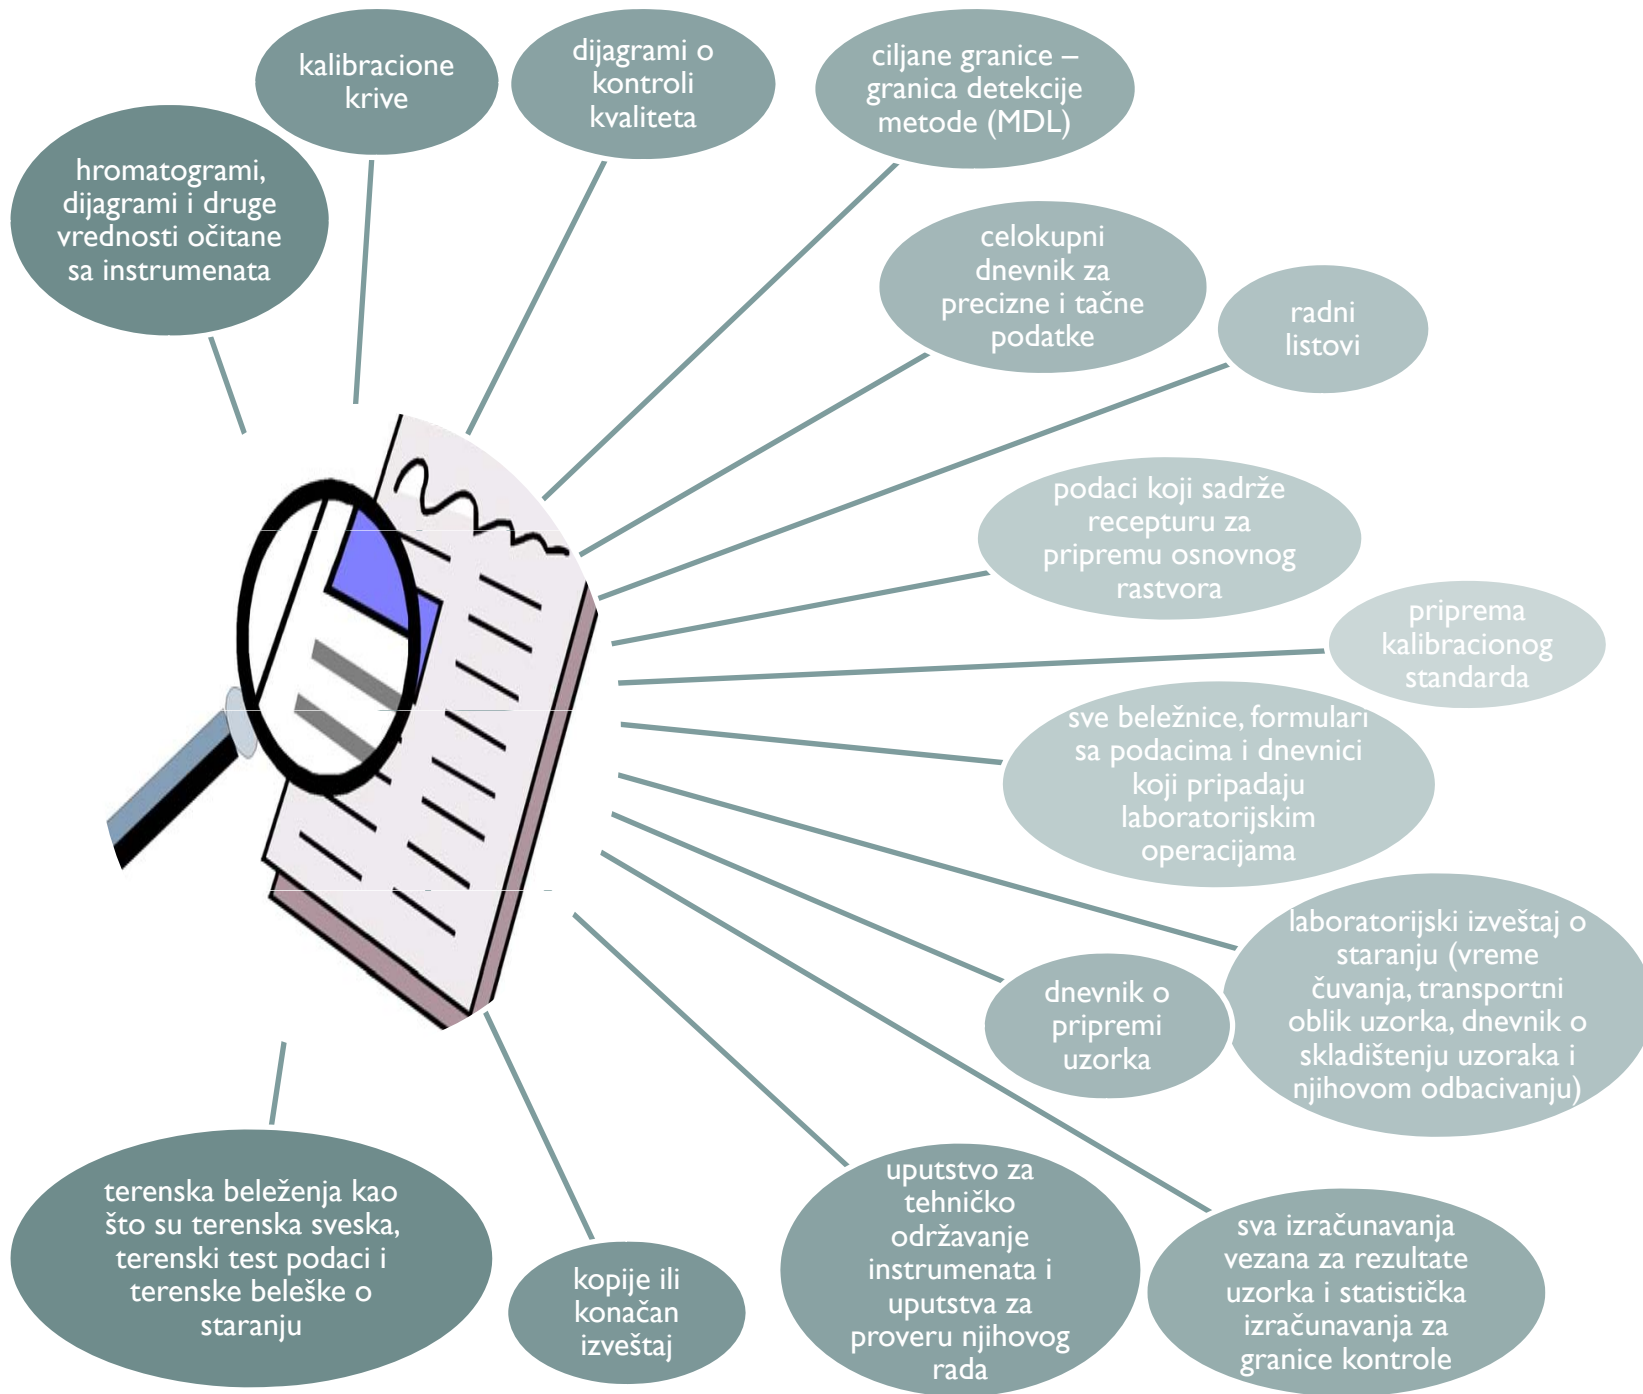 kalibracione
krive
dijagrami o
kontroli
kvaliteta
ciljane granice –
granica detekcije
metode (MDL)
hromatogrami,
dijagrami i druge
vrednosti očitane
sa instrumenata
celokupni
dnevnik za
precizne i tačne
podatke
radni
listovi
podaci koji sadrže
recepturu za
pripremu osnovnog
rastvora
priprema
kalibracionog
standarda
sve beležnice, formulari
sa podacima i dnevnici
koji pripadaju
laboratorijskim
operacijama
laboratorijski izveštaj o
staranju (vreme
čuvanja, transportni
oblik uzorka, dnevnik o
skladištenju uzoraka i
njihovom odbacivanju)
dnevnik o
pripremi
uzorka
sva izračunavanja
vezana za rezultate
uzorka i statistička
izračunavanja za
granice kontrole
uputstvo za
tehničko
održavanje
instrumenata i
uputstva za
proveru njihovog
rada
kopije ili
konačan
izveštaj
terenska beleženja kao
što su terenska sveska,
terenski test podaci i
terenske beleške o
staranju